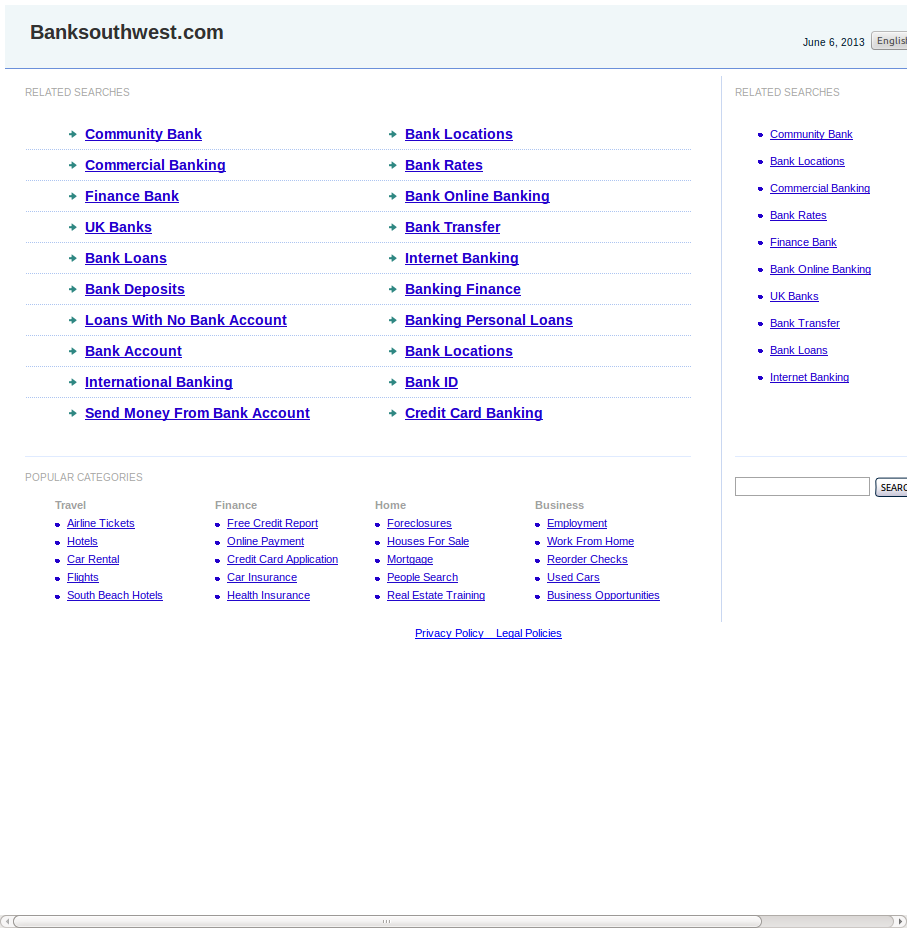 Banksouthwest.com
June 6, 2013
RELATED SEARCHES
Community Bank
Bank Locations
Commercial Banking
Bank Rates
Finance Bank
Bank Online Banking
UK Banks
Bank Transfer
Bank Loans
Internet Banking
Bank Deposits
Banking Finance
Loans With No Bank Account
Banking Personal Loans
Bank Account
Bank Locations
International Banking
Bank ID
Send Money From Bank Account
Credit Card Banking
RELATED SEARCHES
Community Bank
Bank Locations
Commercial Banking
Bank Rates
Finance Bank
Bank Online Banking
UK Banks
Bank Transfer
Bank Loans
Internet Banking
POPULAR CATEGORIES
Travel
Airline Tickets
Hotels
Car Rental
Flights
South Beach Hotels
Finance
Free Credit Report
Online Payment
Credit Card Application
Car Insurance
Health Insurance
Home
Foreclosures
Houses For Sale
Mortgage
People Search
Real Estate Training
Business
Employment
Work From Home
Reorder Checks
Used Cars
Business Opportunities
Privacy Policy Legal Policies